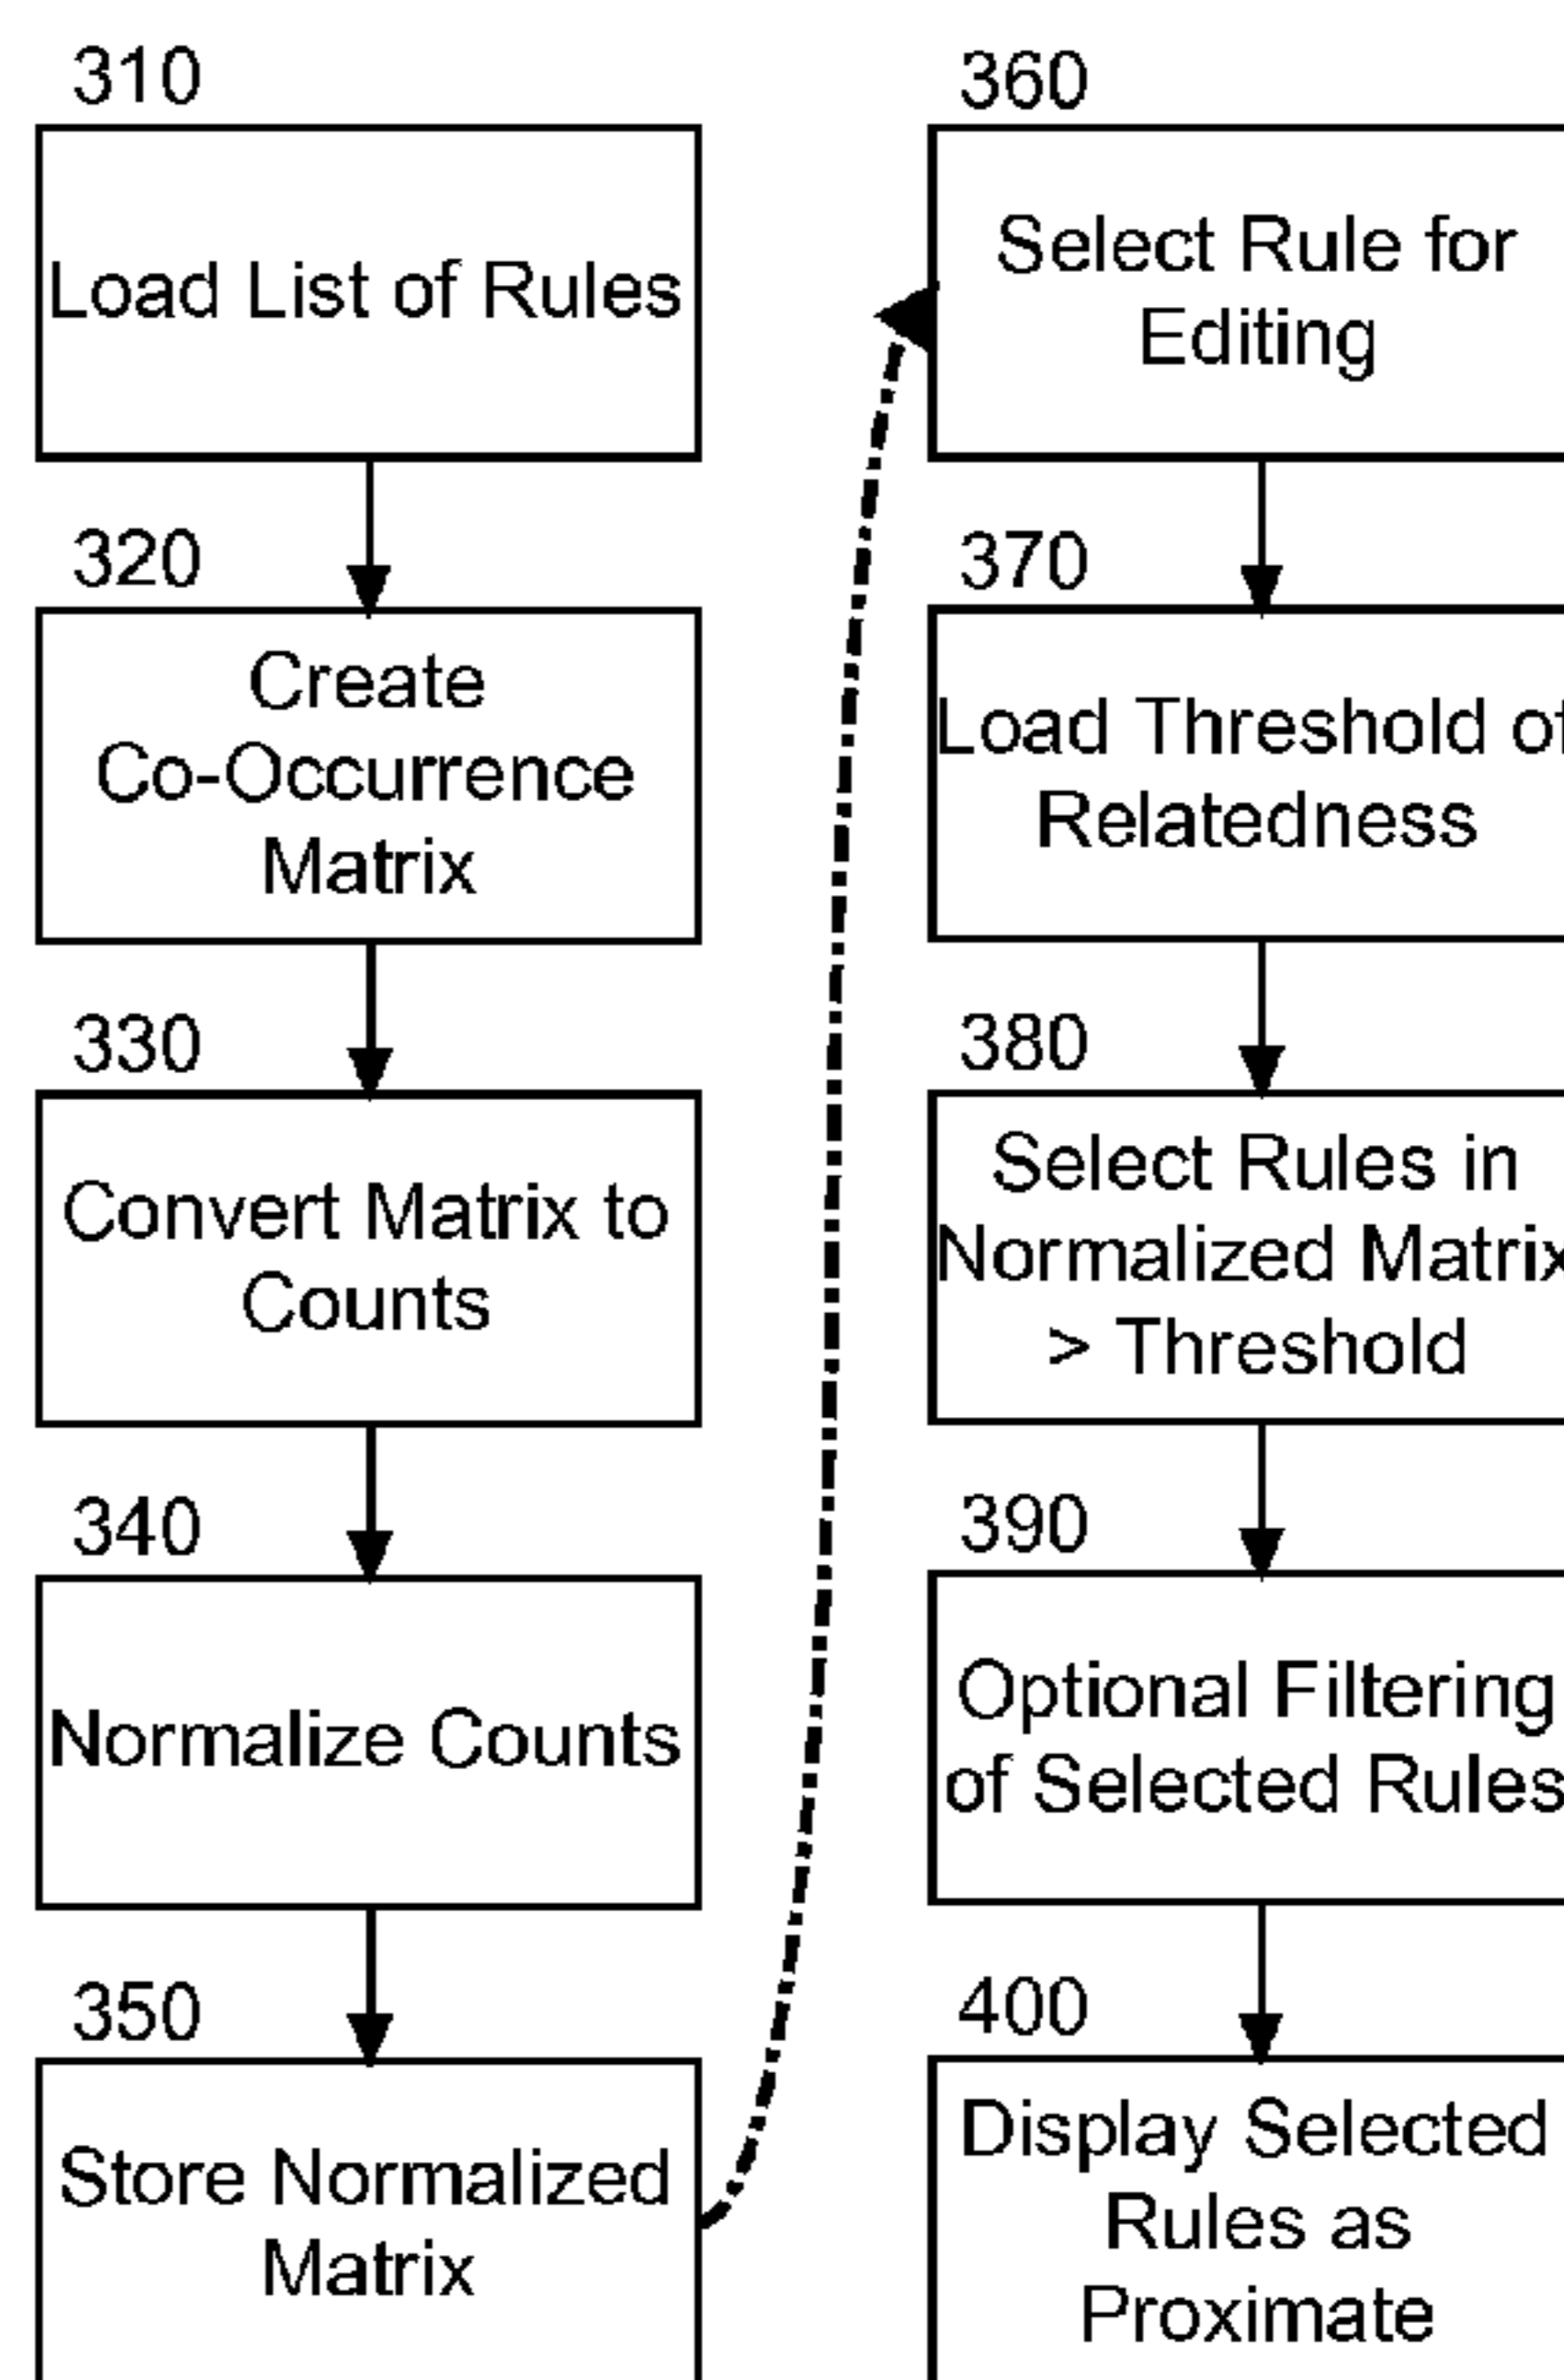 310
Load List of Rules
320
Create
Co-Occurrence
Matrix
330
Convert Matrix to
Counts
340
Normalize Counts
350
Store Normalized
Matrix
360
Select Rule for
Editing
370
Load Threshold of
Relatedness
380
Select Rules in
Normalized Matrix
> Threshold
390
Optional Filtering
of Selected Rules
400
Display Selected
Rules as
Proximate